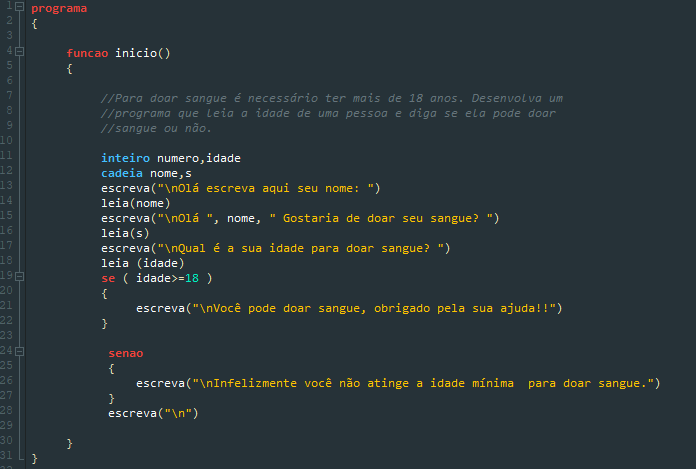 1 programa
2 {
3
4 funcao inicio()
5 {
6
7 //Para doar sangue é necessário ter mais de 18 anos. Desenvolva um
8 //programa que leia a idade de uma pessoa e diga se ela pode doar
9 //sangue ou não.
10
11 inteiro numero,idade
12 cadeia nome,s
13 escreva("\nOlá escreva aqui seu nome: ")
14 leia(nome)
15 escreva("\nOlá ", nome, " Gostaria de doar seu sangue? ")
16 leia(s)
17 escreva("\nQual é a sua idade para doar sangue? ")
18 leia (idade)
19 se ( idade>=18 )
20 {
21 escreva("\nVocê pode doar sangue, obrigado pela sua ajuda!!")
22 }
23
24 senao
25 {
26 escreva("\nInfelizmente você não atinge a idade mínima  para doar sangue.")
27 }
28 escreva("\n")
29
30 }
31 }